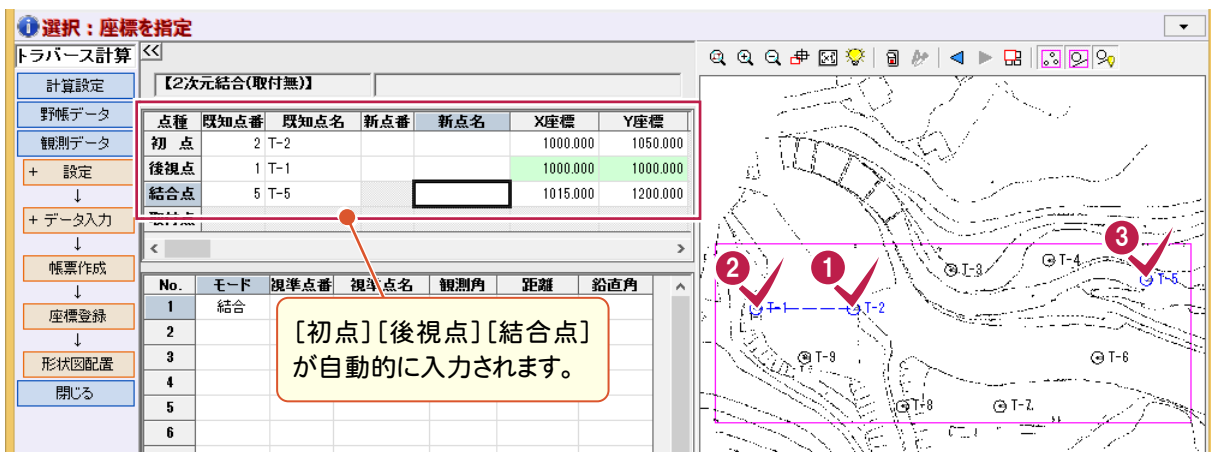 選択：座標を指定
トラバース計算
<<
計算設定
野帳データ
観測データ
+ 設定
↓
+ データ入力
↓
帳票作成
↓
座標登録
↓
形状図配置
閉じる
【2次元結合(取付無)】
点種 既知点番 既知点名 新点番 新点名 X座標 Y座標
初 点 2 T-2 1000.000 1050.000
後視点 1 T-1 1000.000 1000.000
結合点 5 T-5 1015.000 1200.000
No. モード 視準点番 視準点名 観測角 距離 鉛直角
1 結合
2
3
4
5
6
[初点][後視点][結合点]
が自動的に入力されます。
3
2
1
T-3
T-4
T-5
T-1
T-2
T-9
T-6
T-8
T-7